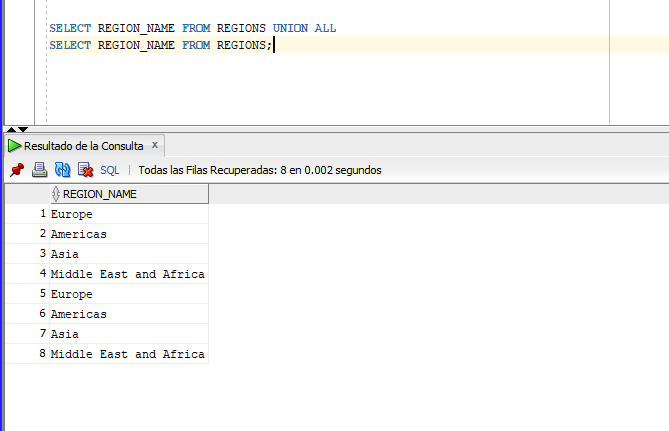 SELECT REGION_NAME FROM REGIONS UNION ALL
SELECT REGION_NAME FROM REGIONS;
Resultado de la Consulta x
SQL | Todas las Filas Recuperadas: 8 en 0.002 segundos
REGION_NAME
1 Europe
2 Americas
3 Asia
4 Middle East and Africa
5 Europe
6 Americas
7 Asia
8 Middle East and Africa